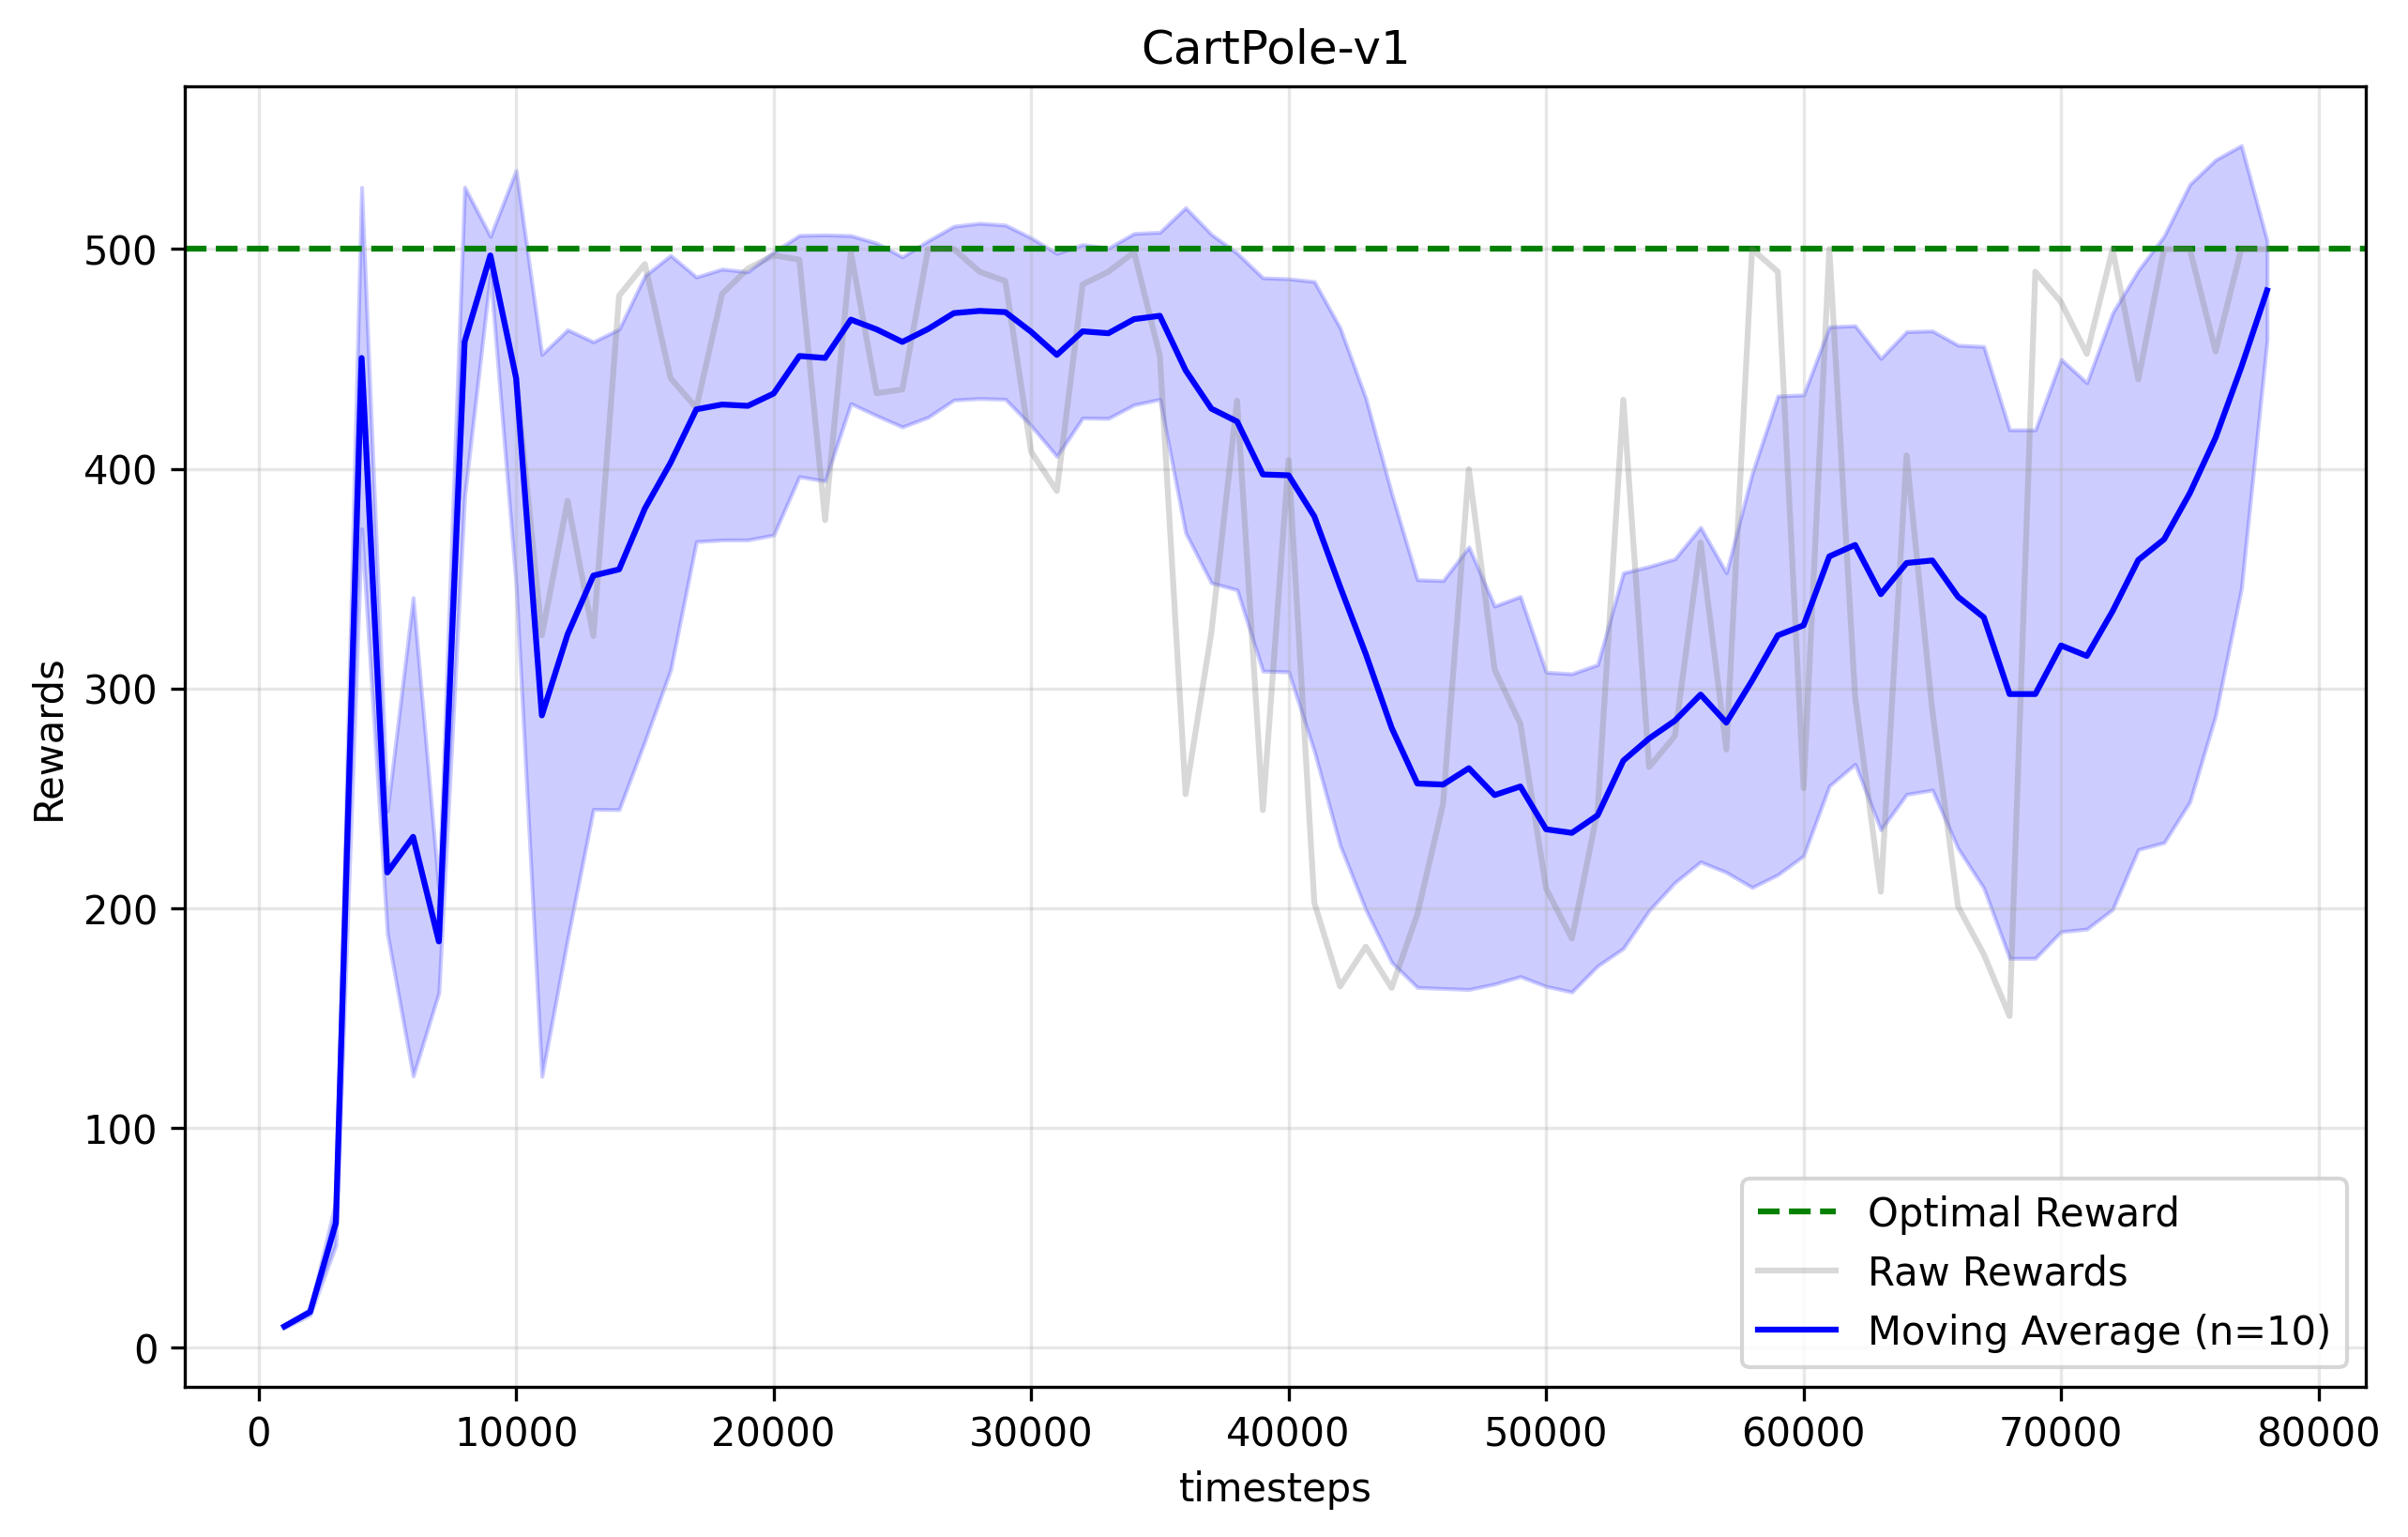 CartPole-v1
Rewards
500
400
300
200
100
0
0 10000 20000 30000 40000 50000 60000 70000 80000
timesteps
Optimal Reward
Raw Rewards
Moving Average (n=10)